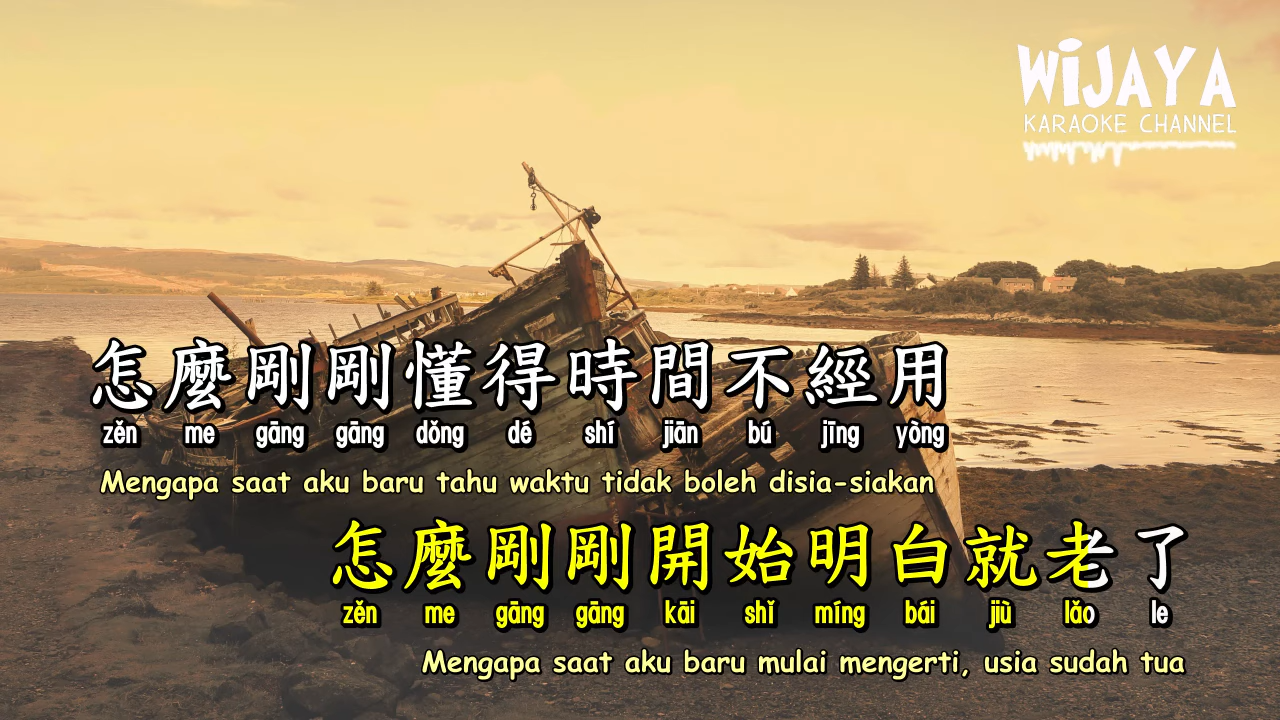 WiJAYA
KARAOKE CHANNEL
怎麼剛剛懂得時間不經用
zěn me gāng gāng dǒng dé shí jiān bú jīng yòng
Mengapa saat aku baru tahu waktu tidak boleh disia-siakan
怎麼剛剛開始明白就老了
zěn me gāng gāng kāi shǐ míng bái jiù lǎo le
Mengapa saat aku baru mulai mengerti, usia sudah tua